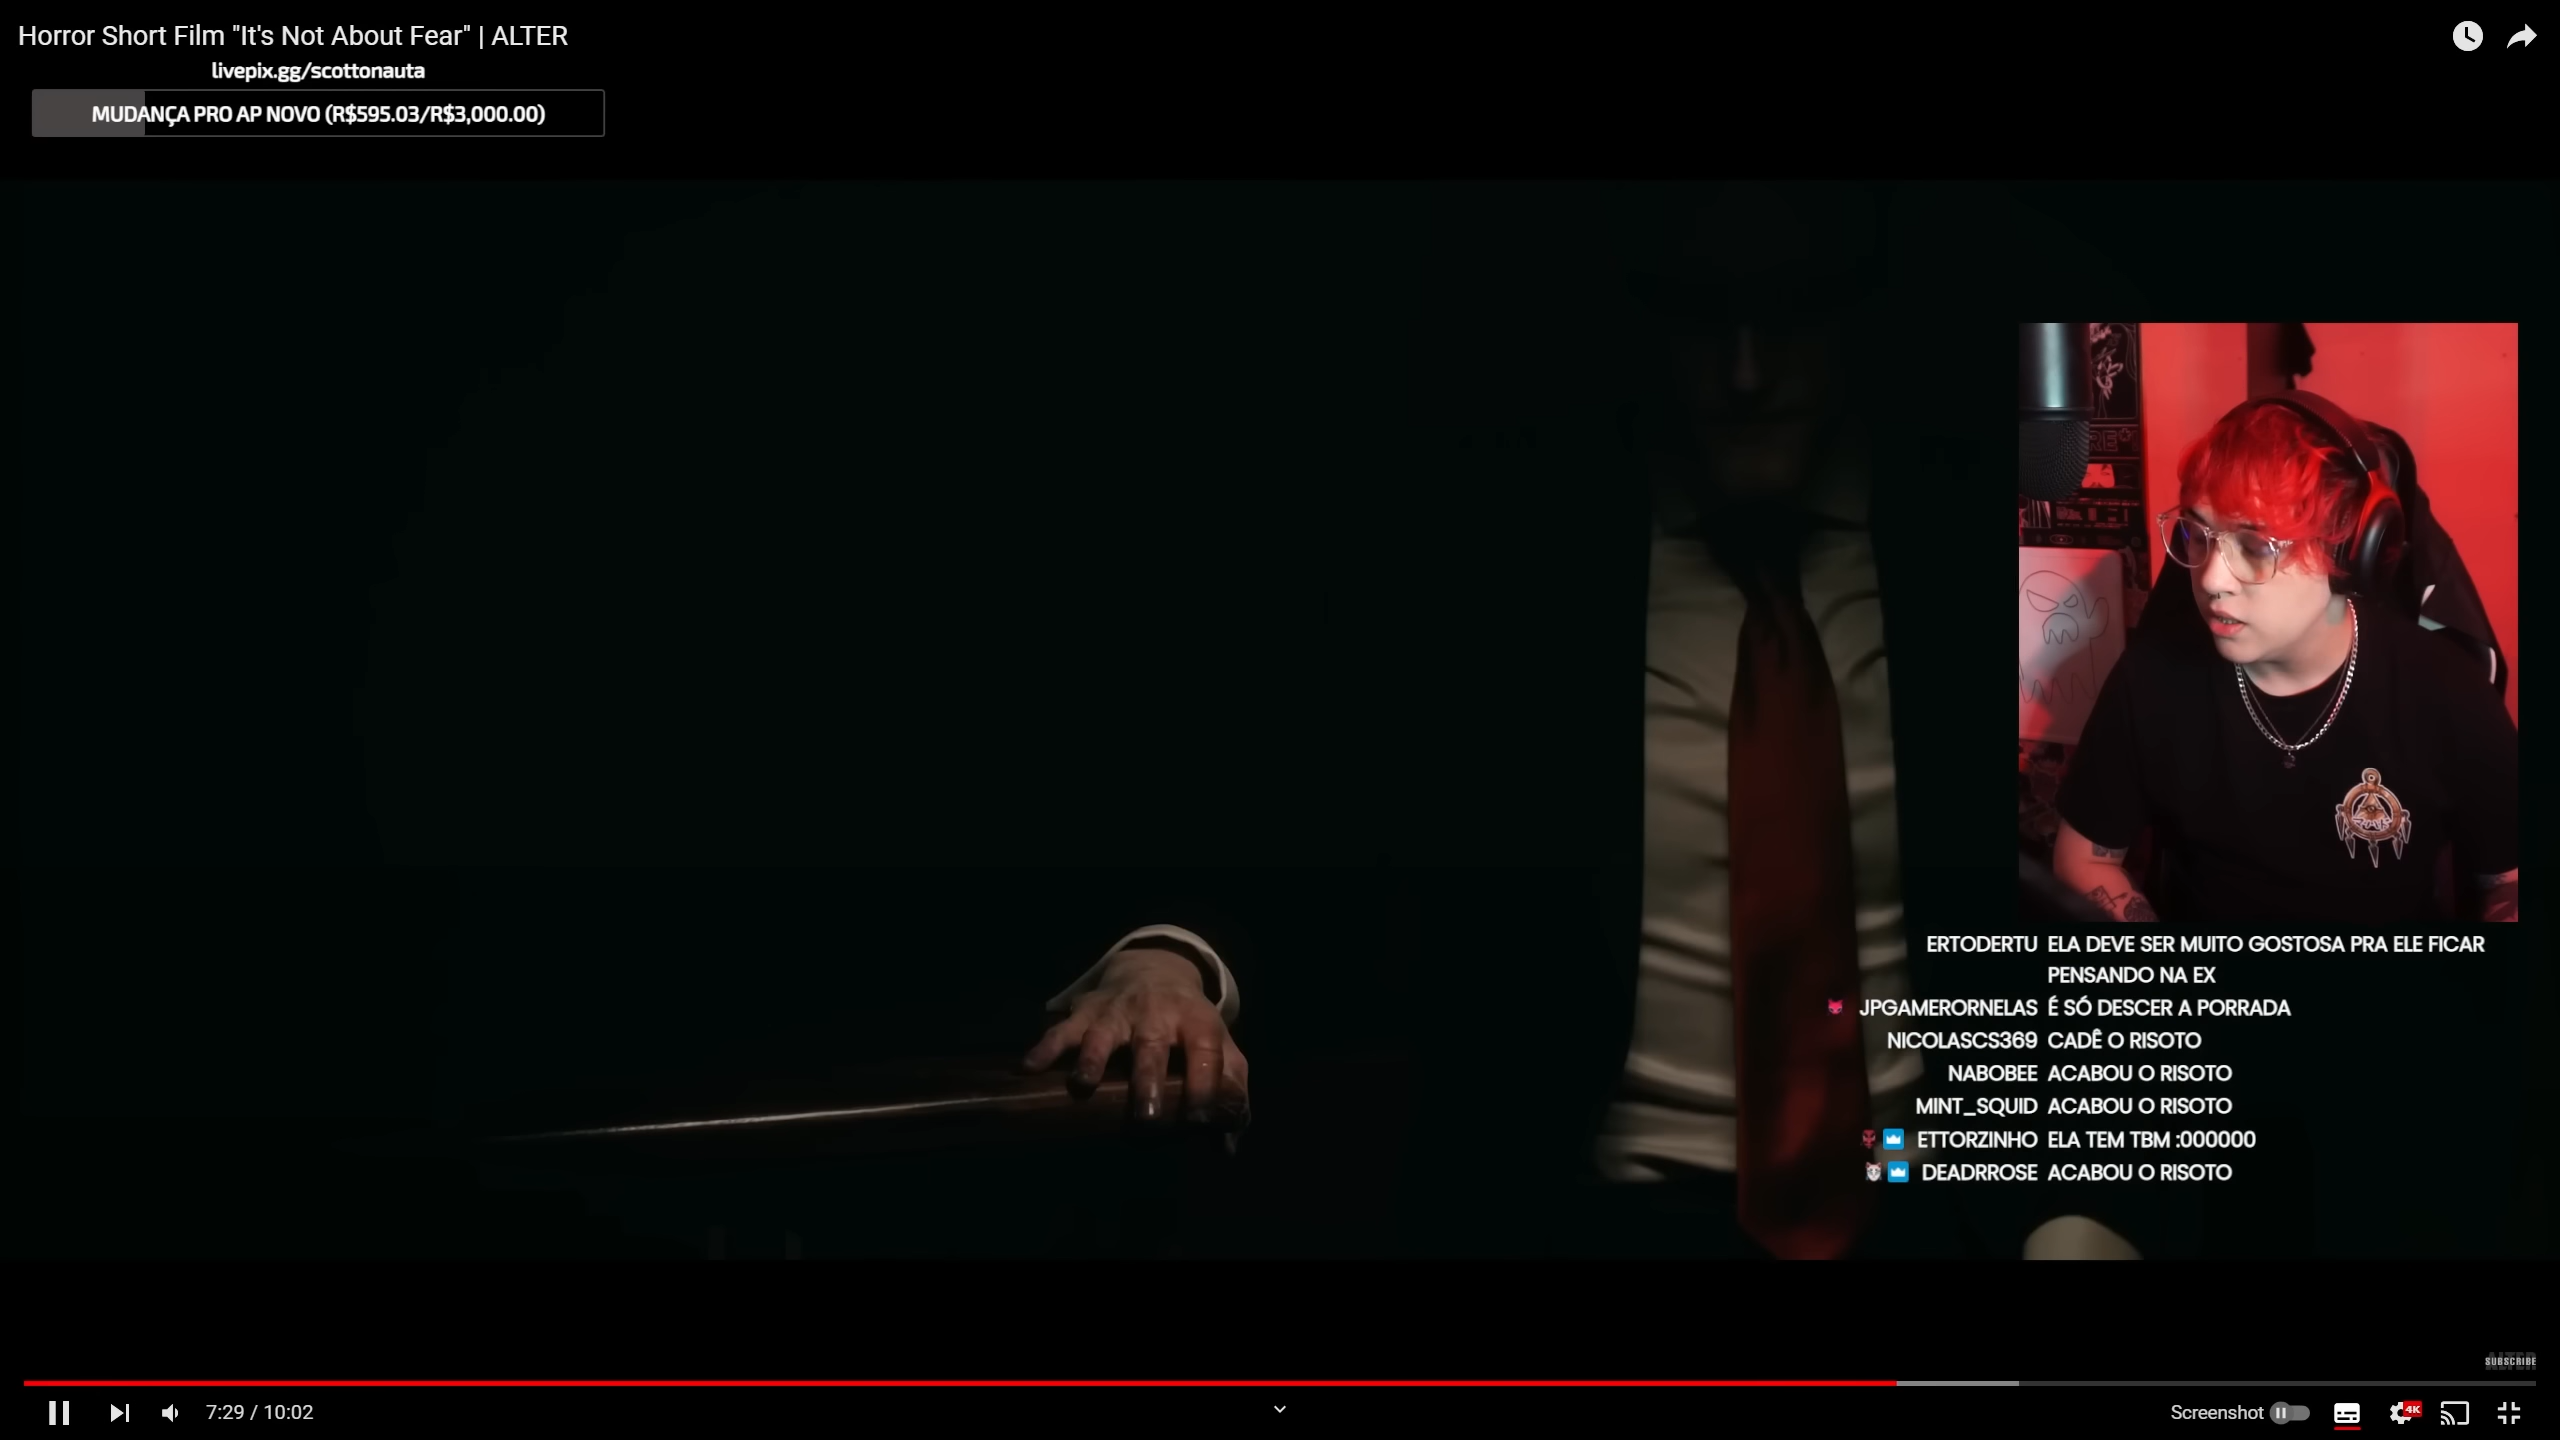 Horror Short Film "It's Not About Fear" | ALTER
livepix.gg/scottonauta
MUDANÇA PRO AP NOVO (R$595.03/R$3,000.00)
ERTODERTU ELA DEVE SER MUITO GOSTOSA PRA ELE FICAR
PENSANDO NA EX
JPGAMERORNELAS É SÓ DESCER A PORRADA
NICOLASCS369 CADÊ O RISOTO
NABOBEE ACABOU O RISOTO
MINT_SQUID ACABOU O RISOTO
ETTORZINHO ELA TEM TBM :000000
DEADRROSE ACABOU O RISOTO
ALTER
SUBSCRIBE
7:29 / 10:02
Screenshot
4K